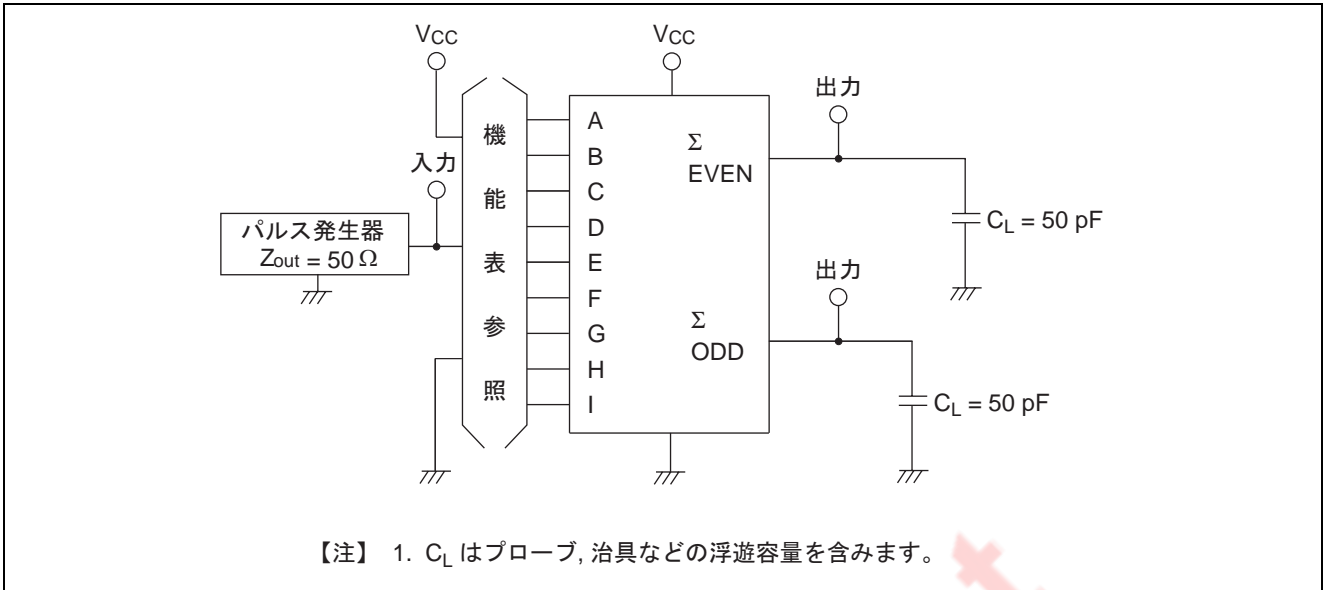 VCC
VCC
出力
入力
パルス発生器
Zout = 50 Ω
機
能
表
参
照
A
B
C
D
E
F
G
H
I
Σ
EVEN
CL = 50 pF
出力
Σ
ODD
CL = 50 pF
【注】 1. CL はプローブ, 治具などの浮遊容量を含みます。